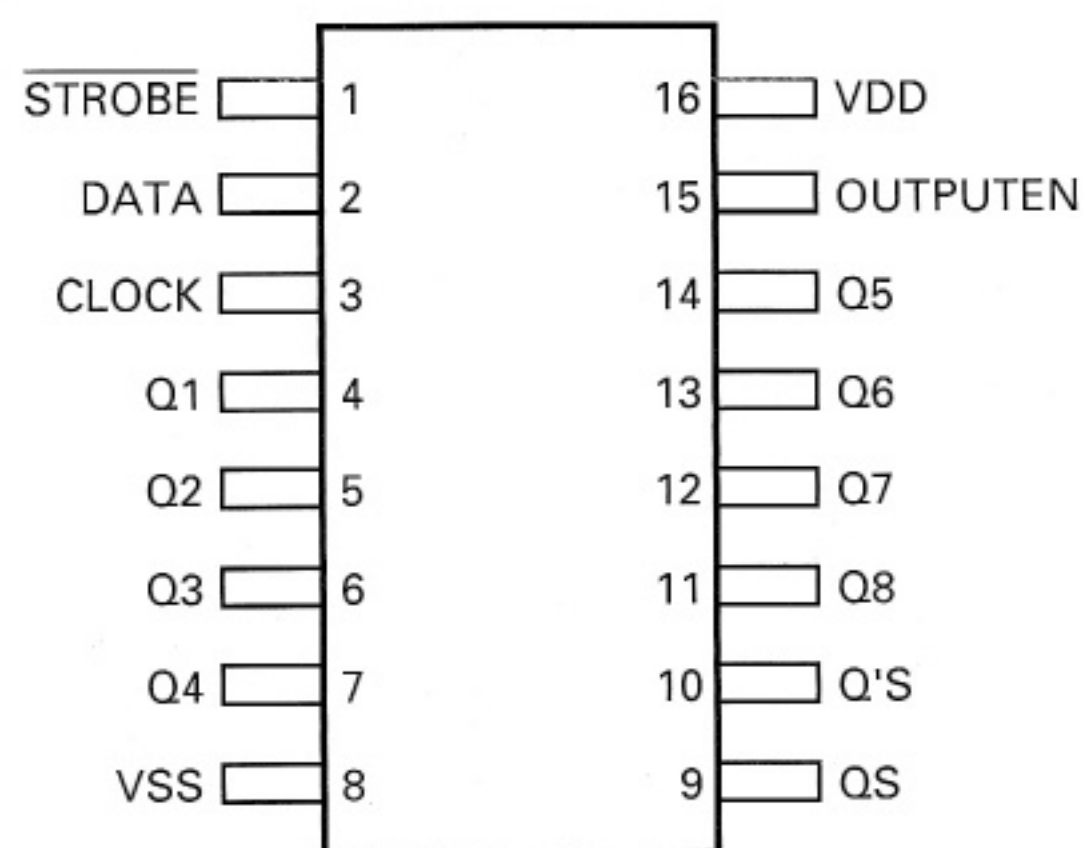 STROBE 1 16 VDD
DATA 2 15 OUTPUTEN
CLOCK 3 14 Q5
Q1 4 13 Q6
Q2 5 12 Q7
Q3 6 11 Q8
Q4 7 10 Q'S
VSS 8 9 QS